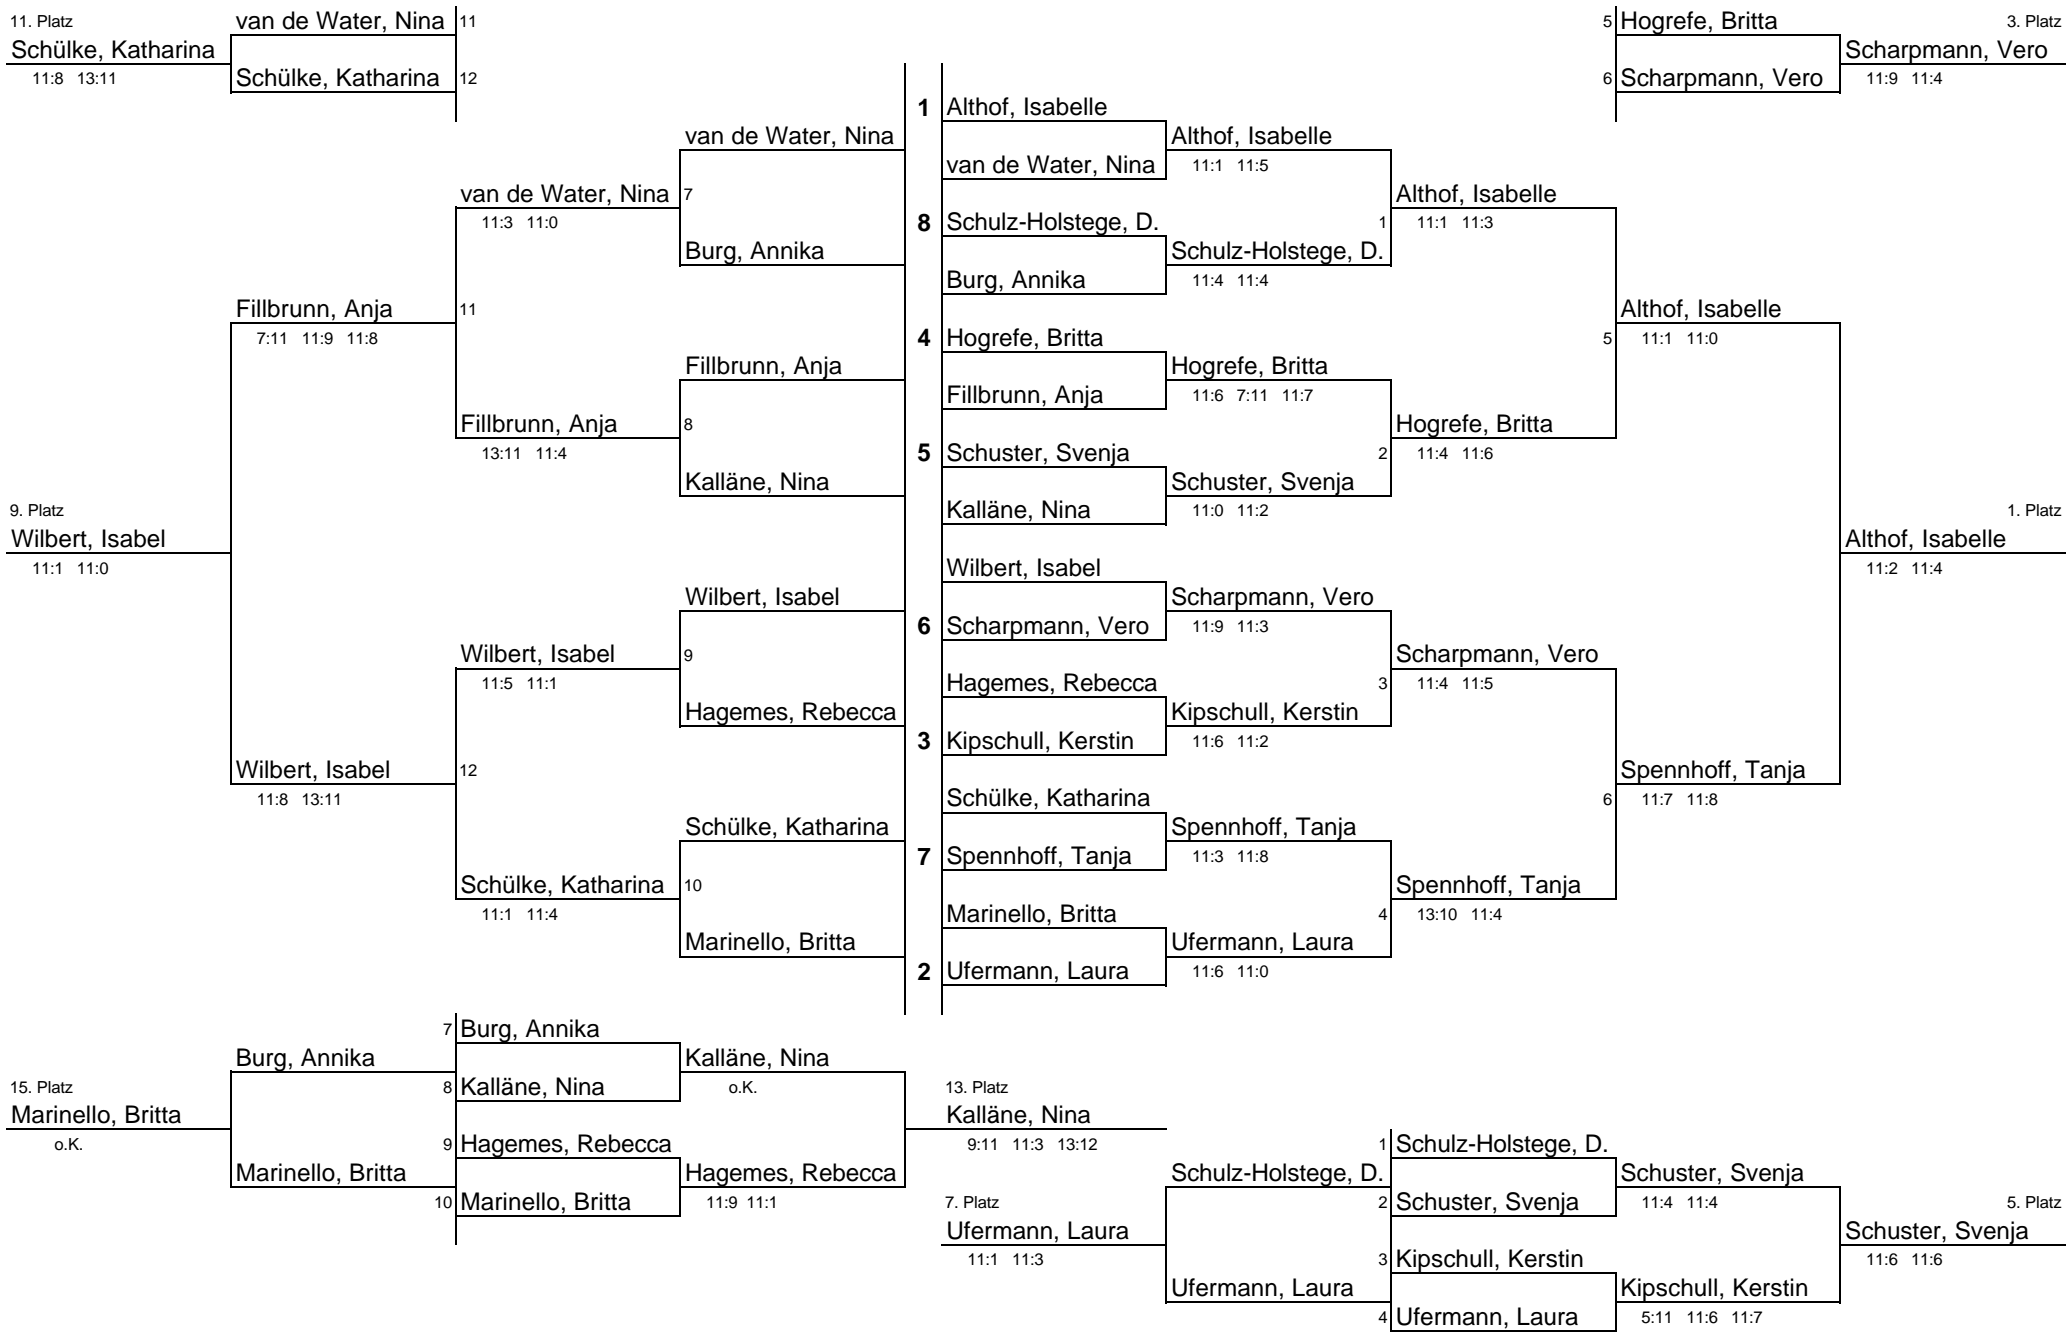 11. Platz
van de Water, Nina 11
Schülke, Katharina
11:8 13:11
Schülke, Katharina 12
5 Hogrefe, Britta
3. Platz
Scharpmann, Vero
6 Scharpmann, Vero
11:9 11:4
van de Water, Nina
van de Water, Nina 7
11:3 11:0
Burg, Annika
Fillbrunn, Anja 11
7:11 11:9 11:8
Fillbrunn, Anja
Fillbrunn, Anja 8
13:11 11:4
Kalläne, Nina
9. Platz
Wilbert, Isabel
11:1 11:0
Wilbert, Isabel
Wilbert, Isabel 9
11:5 11:1
Hagemes, Rebecca
Wilbert, Isabel 12
11:8 13:11
Schülke, Katharina
Schülke, Katharina 10
11:1 11:4
Marinello, Britta
1 Althof, Isabelle
van de Water, Nina
8 Schulz-Holstege, D.
Burg, Annika
4 Hogrefe, Britta
Fillbrunn, Anja
5 Schuster, Svenja
Kalläne, Nina
Wilbert, Isabel
6 Scharpmann, Vero
Hagemes, Rebecca
3 Kipschull, Kerstin
Schülke, Katharina
7 Spennhoff, Tanja
Marinello, Britta
2 Ufermann, Laura
Althof, Isabelle
11:1 11:5
Schulz-Holstege, D.
11:4 11:4
Hogrefe, Britta
11:6 7:11 11:7
Schuster, Svenja
11:0 11:2
Scharpmann, Vero
11:9 11:3
Kipschull, Kerstin
11:6 11:2
Spennhoff, Tanja
11:3 11:8
Ufermann, Laura
11:6 11:0
Althof, Isabelle
1 11:1 11:3
Hogrefe, Britta
2 11:4 11:6
Scharpmann, Vero
3 11:4 11:5
Spennhoff, Tanja
4 13:10 11:4
Althof, Isabelle
5 11:1 11:0
Spennhoff, Tanja
6 11:7 11:8
1. Platz
Althof, Isabelle
11:2 11:4
7 Burg, Annika
Burg, Annika
Kalläne, Nina
15. Platz
8 Kalläne, Nina
o.K.
Marinello, Britta
o.K.
9 Hagemes, Rebecca
Marinello, Britta
Hagemes, Rebecca
10 Marinello, Britta
11:9 11:1
13. Platz
Kalläne, Nina
9:11 11:3 13:12
1 Schulz-Holstege, D.
Schulz-Holstege, D.
Schuster, Svenja
7. Platz
2 Schuster, Svenja
11:4 11:4
5. Platz
Ufermann, Laura
Schuster, Svenja
11:1 11:3
3 Kipschull, Kerstin
11:6 11:6
Ufermann, Laura
Kipschull, Kerstin
4 Ufermann, Laura
5:11 11:6 11:7